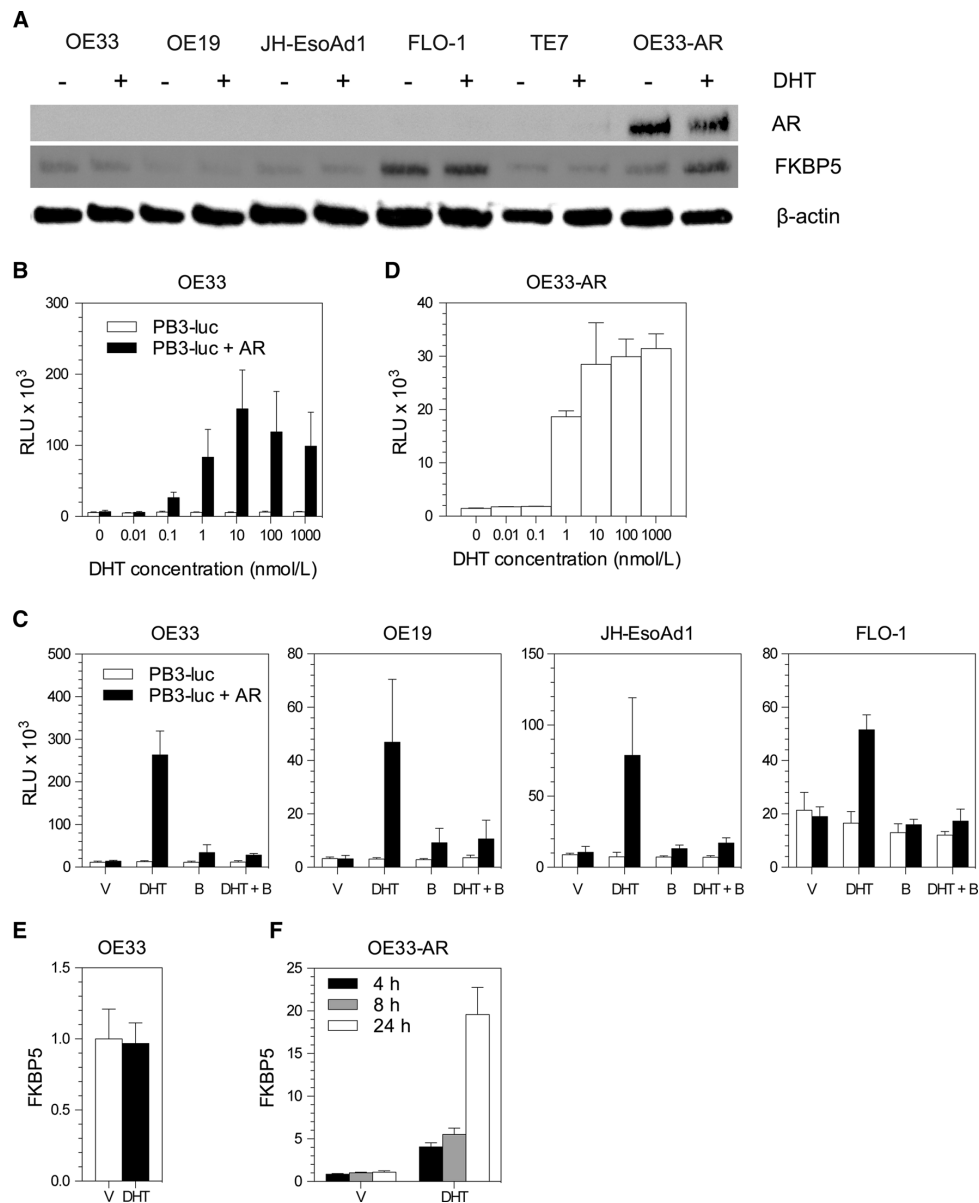 A
OE33 OE19 JH-EsoAd1 FLO-1 TE7 OE33-AR
- + - + - + - + - + - + DHT
AR
FKBP5
β-actin
B
OE33
300
200
100
0
RLU x 10³
PB3-luc
PB3-luc + AR
0 0.01 0.1 1 10 100 1000
DHT concentration (nmol/L)
D
OE33-AR
40
30
20
10
0
RLU x 10³
0 0.01 0.1 1 10 100 1000
DHT concentration (nmol/L)
C
OE33
500
400
300
200
100
0
RLU x 10³
PB3-luc
PB3-luc + AR
V DHT B DHT + B
OE19
80
60
40
20
0
V DHT B DHT + B
JH-EsoAd1
150
100
50
0
V DHT B DHT + B
FLO-1
80
60
40
20
0
V DHT B DHT + B
E
OE33
1.5
1.0
0.5
0.0
FKBP5
V DHT
F
OE33-AR
25
20
15
10
5
0
FKBP5
4 h
8 h
24 h
V DHT